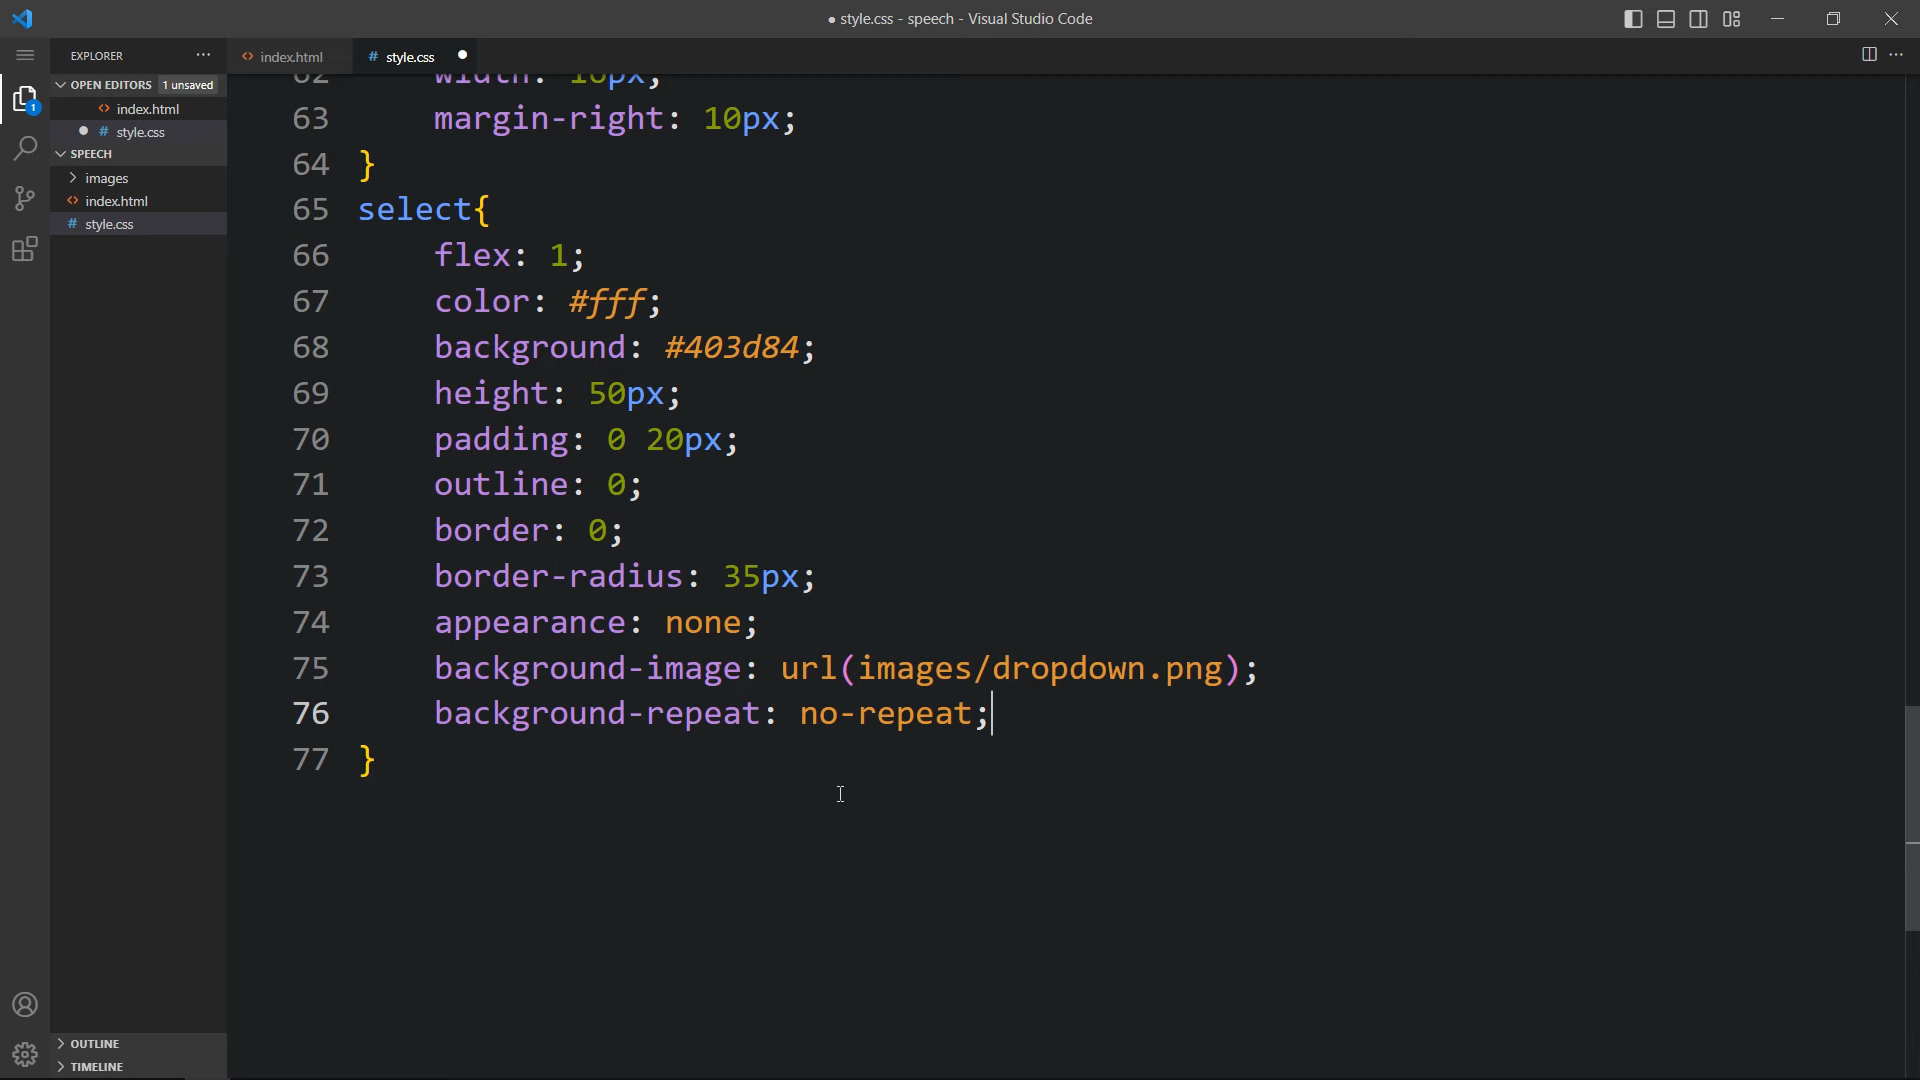 ● style.css - speech - Visual Studio Code
EXPLORER
index.html
style.css
OPEN EDITORS 1 unsaved
index.html
# style.css
SPEECH
images
index.html
# style.css
OUTLINE
TIMELINE
1
62 width: 10px;
63 margin-right: 10px;
64 }
65 select{
66 flex: 1;
67 color: #fff;
68 background: #403d84;
69 height: 50px;
70 padding: 0 20px;
71 outline: 0;
72 border: 0;
73 border-radius: 35px;
74 appearance: none;
75 background-image: url(images/dropdown.png);
76 background-repeat: no-repeat;
77 }